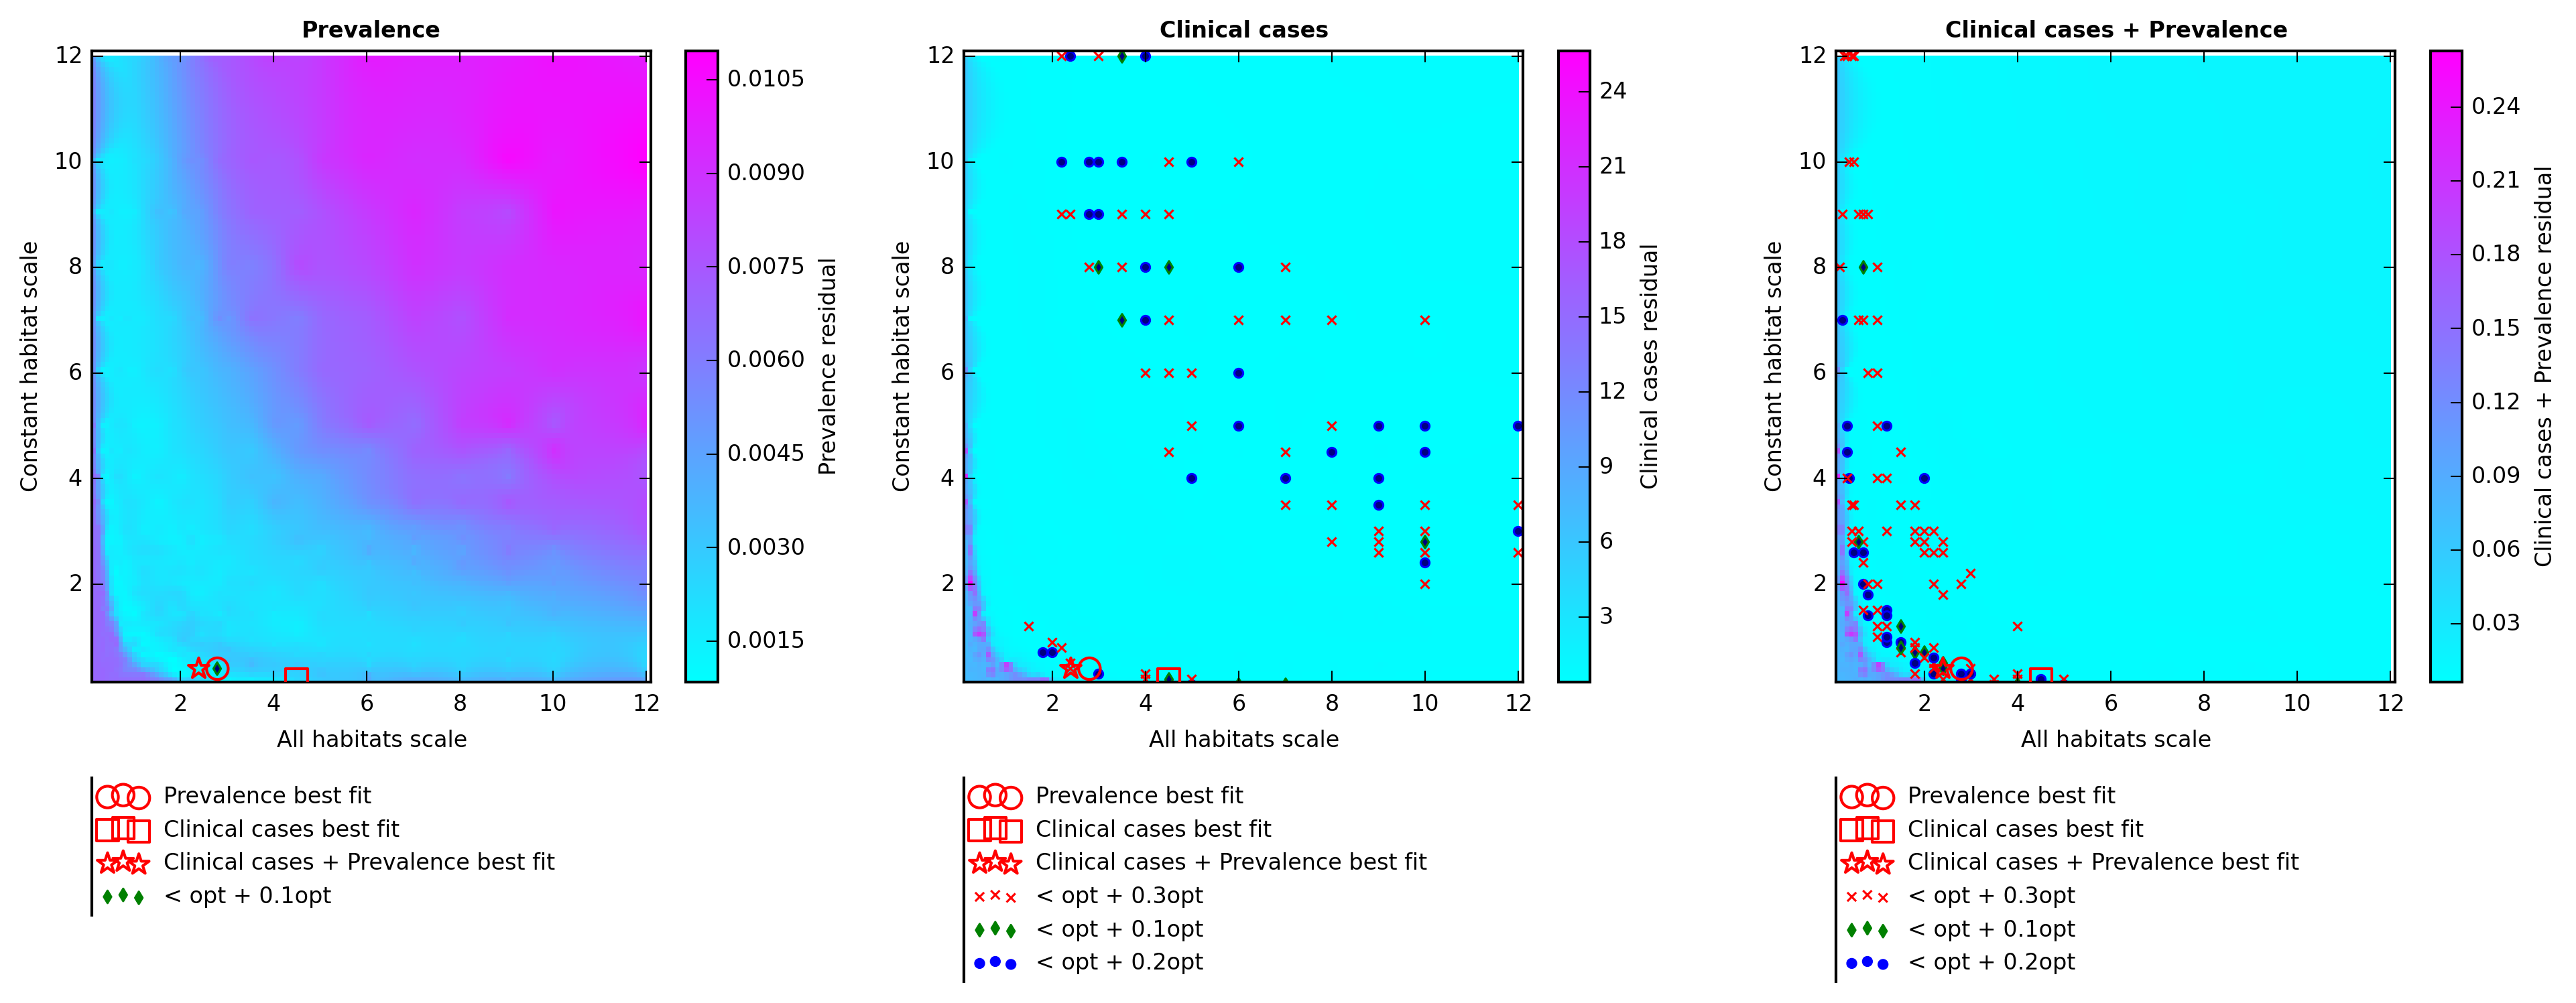 Prevalence
12
10
8
6
4
2
2 4 6 8 10 12
Constant habitat scale
All habitats scale
0.0105
0.0090
0.0075
0.0060
0.0045
0.0030
0.0015
Prevalence residual
Prevalence best fit
Clinical cases best fit
Clinical cases + Prevalence best fit
< opt + 0.1opt
Clinical cases
12
10
8
6
4
2
2 4 6 8 10 12
Constant habitat scale
All habitats scale
24
21
18
15
12
9
6
3
Clinical cases residual
Prevalence best fit
Clinical cases best fit
Clinical cases + Prevalence best fit
< opt + 0.3opt
< opt + 0.1opt
< opt + 0.2opt
Clinical cases + Prevalence
12
10
8
6
4
2
2 4 6 8 10 12
Constant habitat scale
All habitats scale
0.24
0.21
0.18
0.15
0.12
0.09
0.06
0.03
Clinical cases + Prevalence residual
Prevalence best fit
Clinical cases best fit
Clinical cases + Prevalence best fit
< opt + 0.3opt
< opt + 0.1opt
< opt + 0.2opt